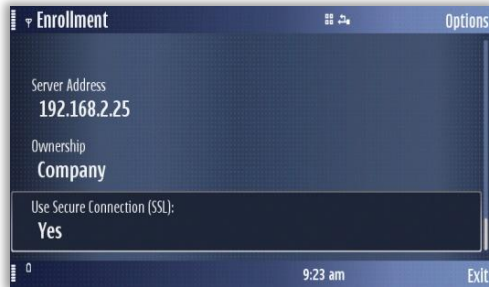 Enrollment
Options
Server Address
192.168.2.25
Ownership
Company
Use Secure Connection (SSL):
Yes
9:23 am
Exit